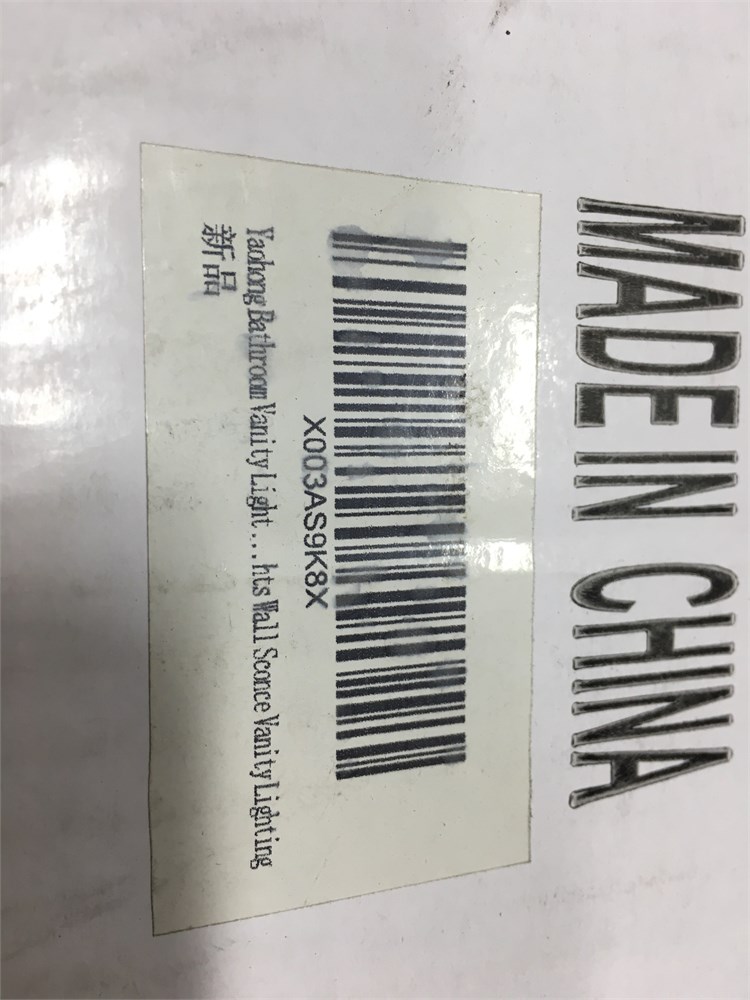 MADE IN CHINA
X003AS9K8X
Yaohong Bathroom Vanity Light...hts Wall Sconce Vanity Lighting
新品